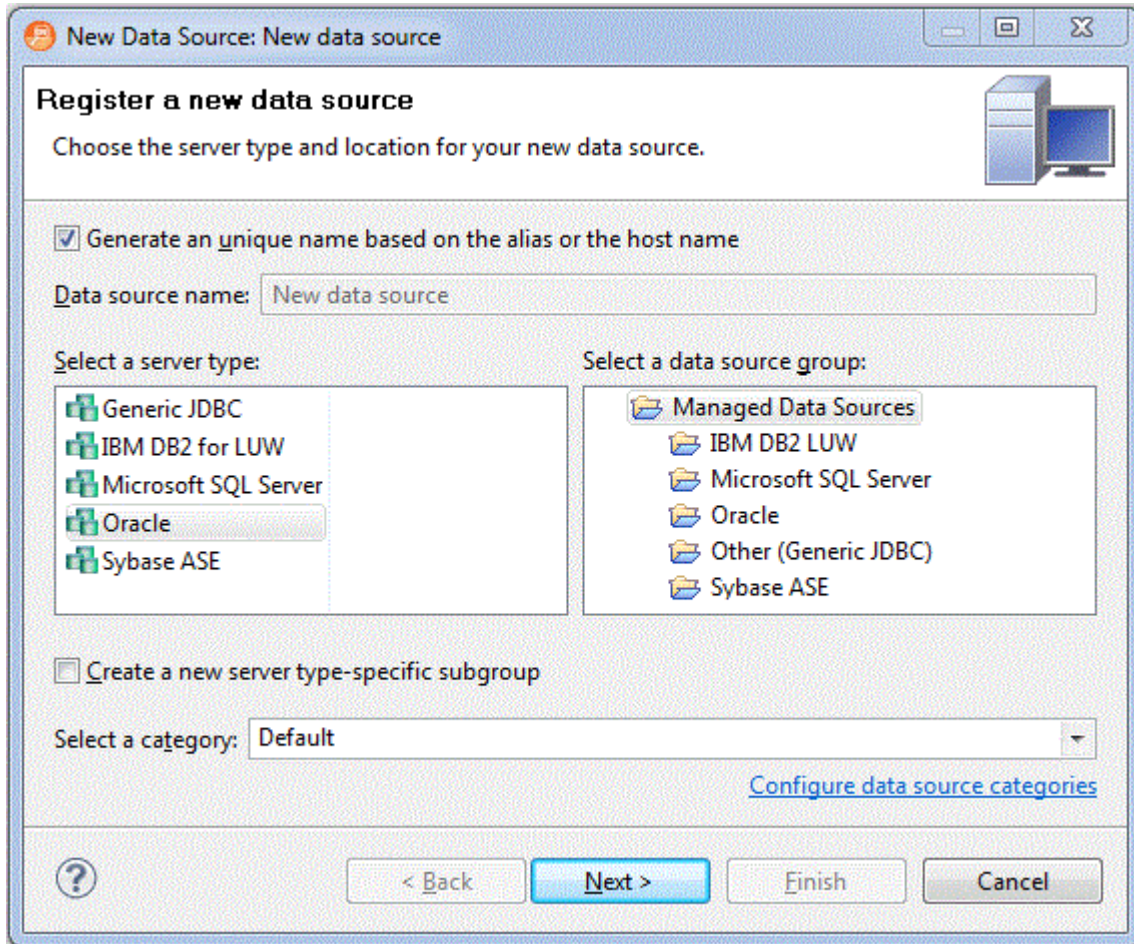 New Data Source: New data source
Register a new data source
Choose the server type and location for your new data source.
Generate an unique name based on the alias or the host name
Data source name: New data source
Select a server type:
Generic JDBC
IBM DB2 for LUW
Microsoft SQL Server
Oracle
Sybase ASE
Select a data source group:
Managed Data Sources
IBM DB2 LUW
Microsoft SQL Server
Oracle
Other (Generic JDBC)
Sybase ASE
Create a new server type-specific subgroup
Select a category: Default
Configure data source categories
? < Back Next > Finish Cancel